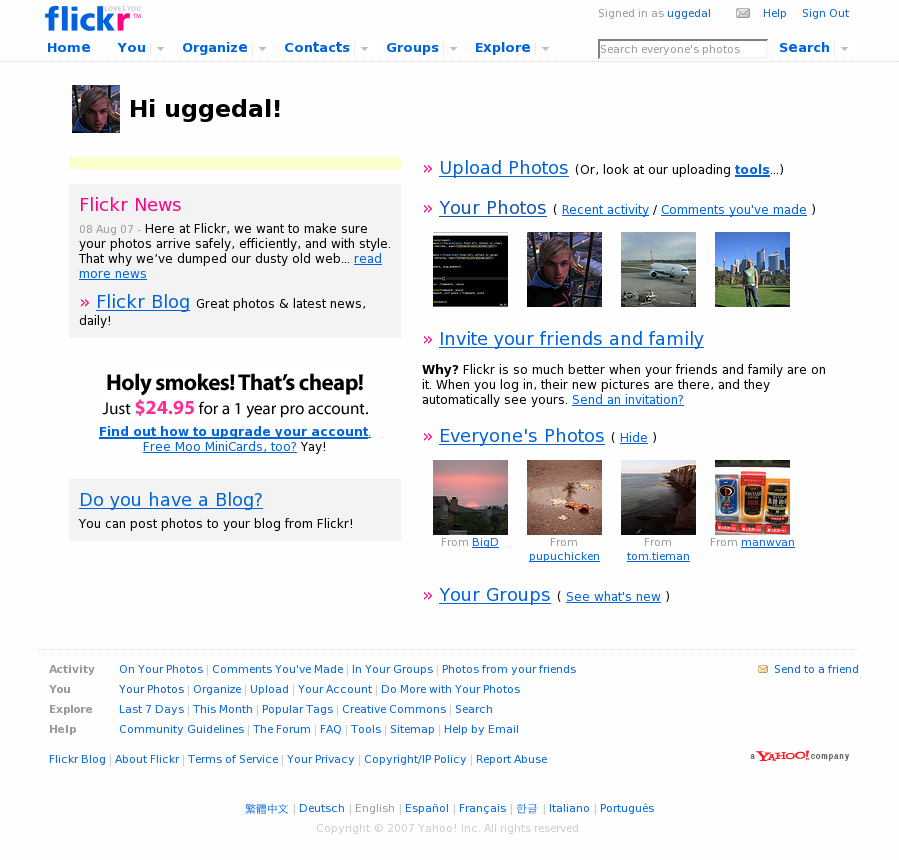 flickr LOVES YOU TM
Signed in as uggedal Help Sign Out
Home You Organize Contacts Groups Explore Search everyone's photos Search
Hi uggedal!
Flickr News
08 Aug 07 - Here at Flickr, we want to make sure
your photos arrive safely, efficiently, and with style.
That why we've dumped our dusty old web... read
more news
» Flickr Blog Great photos & latest news,
daily!
Holy smokes! That's cheap!
Just $24.95 for a 1 year pro account.
Find out how to upgrade your account.
Free Moo MiniCards, too? Yay!
Do you have a Blog?
You can post photos to your blog from Flickr!
» Upload Photos (Or, look at our uploading tools...)
» Your Photos ( Recent activity / Comments you've made )
» Invite your friends and family
Why? Flickr is so much better when your friends and family are on
it. When you log in, their new pictures are there, and they
automatically see yours. Send an invitation?
» Everyone's Photos ( Hide )
From BigD
From pupuchicken
From tom.tieman
From manwvan
» Your Groups ( See what's new )
Activity On Your Photos | Comments You've Made | In Your Groups | Photos from your friends
Send to a friend
You Your Photos | Organize | Upload | Your Account | Do More with Your Photos
Explore Last 7 Days | This Month | Popular Tags | Creative Commons | Search
Help Community Guidelines | The Forum | FAQ | Tools | Sitemap | Help by Email
Flickr Blog | About Flickr | Terms of Service | Your Privacy | Copyright/IP Policy | Report Abuse
a YAHOO! company
繁體中文 | Deutsch | English | Español | Français | 한글 | Italiano | Português
Copyright © 2007 Yahoo! Inc. All rights reserved.